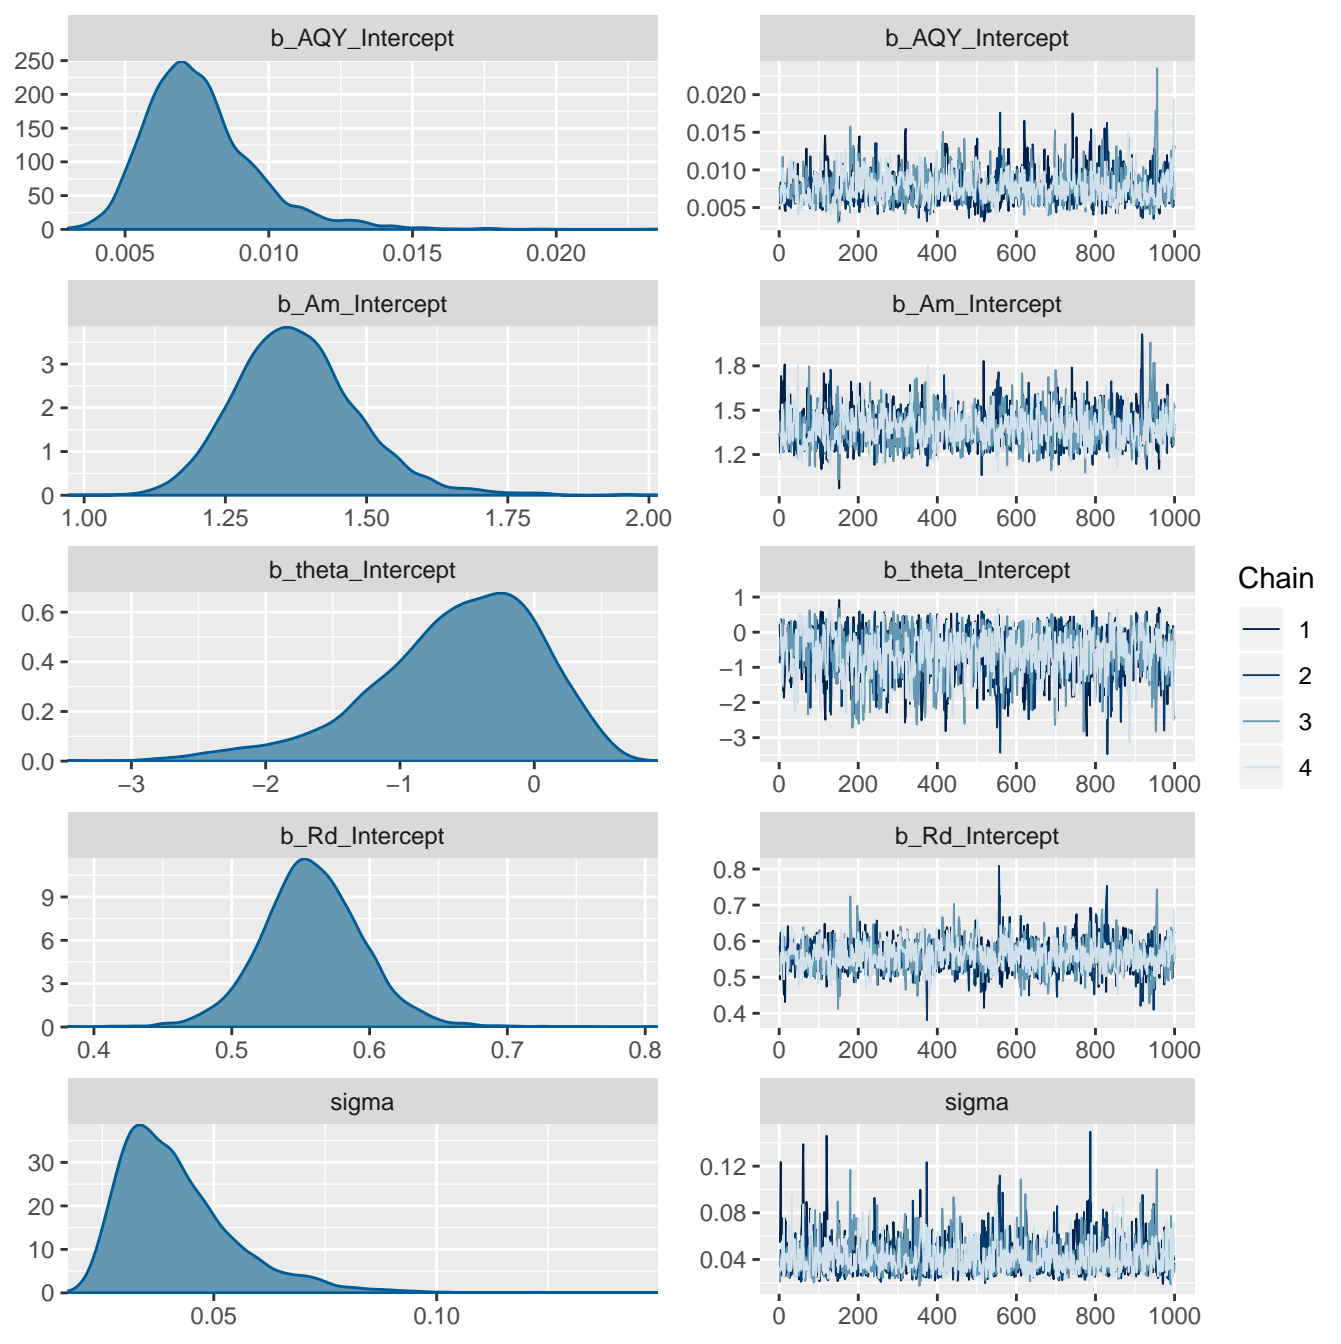 b_AQY_Intercept
250
200
150
100
50
0
0.005 0.010 0.015 0.020
b_AQY_Intercept
0.020
0.015
0.010
0.005
0 200 400 600 800 1000
b_Am_Intercept
3
2
1
0
1.00 1.25 1.50 1.75 2.00
b_Am_Intercept
1.8
1.5
1.2
0 200 400 600 800 1000
b_theta_Intercept
0.6
0.4
0.2
0.0
−3 −2 −1 0
b_theta_Intercept
1
0
−1
−2
−3
0 200 400 600 800 1000
b_Rd_Intercept
9
6
3
0
0.4 0.5 0.6 0.7 0.8
b_Rd_Intercept
0.8
0.7
0.6
0.5
0.4
0 200 400 600 800 1000
sigma
30
20
10
0
0.05 0.10
sigma
0.12
0.08
0.04
0 200 400 600 800 1000
Chain
1
2
3
4